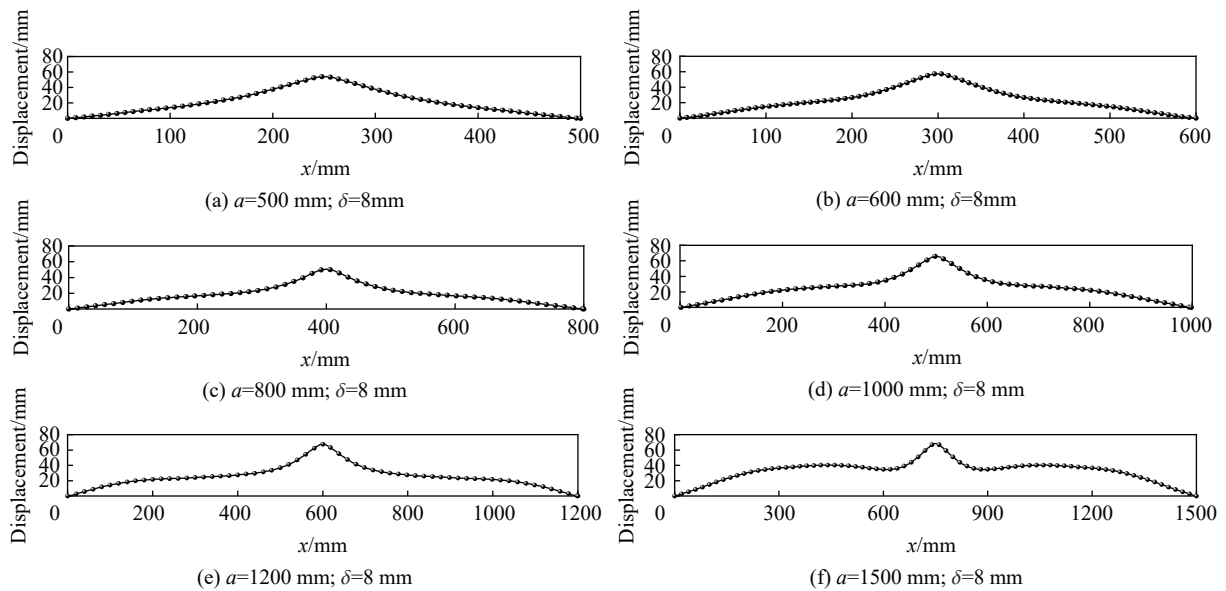 Displacement/mm
80
60
40
20
0 100 200 300 400 500
x/mm
(a) a=500 mm; δ=8mm
Displacement/mm
80
60
40
20
0 100 200 300 400 500 600
x/mm
(b) a=600 mm; δ=8mm
Displacement/mm
80
60
40
20
0 200 400 600 800
x/mm
(c) a=800 mm; δ=8 mm
Displacement/mm
80
60
40
20
0 200 400 600 800 1000
x/mm
(d) a=1000 mm; δ=8 mm
Displacement/mm
80
60
40
20
0 200 400 600 800 1000 1200
x/mm
(e) a=1200 mm; δ=8 mm
Displacement/mm
80
60
40
20
0 300 600 900 1200 1500
x/mm
(f) a=1500 mm; δ=8 mm